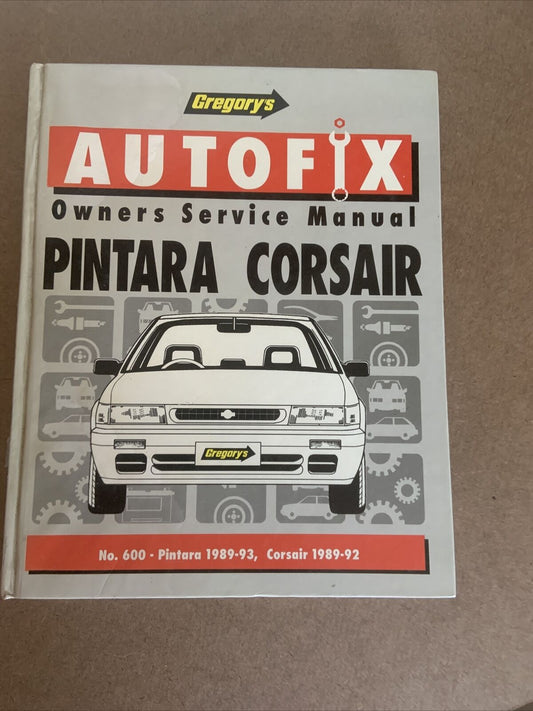 Gregory's
AUTOFIX
Owners Service Manual
PINTARA CORSAIR
Gregory's
No. 600 - Pintara 1989-93, Corsair 1989-92